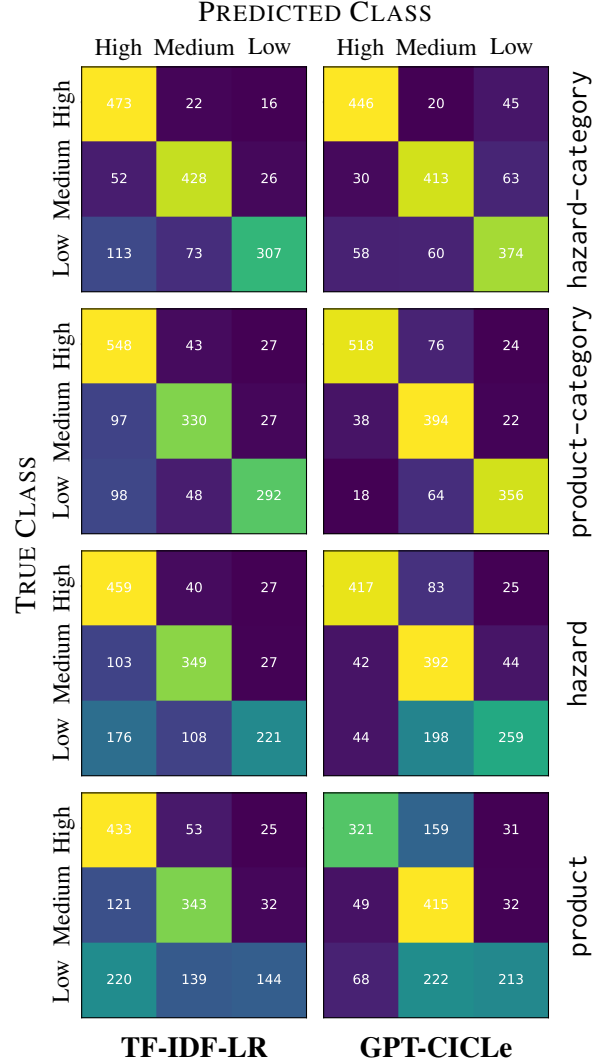 PREDICTED CLASS
High Medium Low High Medium Low
TRUE CLASS
High 473 22 16 446 20 45
Medium 52 428 26 30 413 63
Low 113 73 307 58 60 374
hazard-category
High 548 43 27 518 76 24
Medium 97 330 27 38 394 22
Low 98 48 292 18 64 356
product-category
High 459 40 27 417 83 25
Medium 103 349 27 42 392 44
Low 176 108 221 44 198 259
hazard
High 433 53 25 321 159 31
Medium 121 343 32 49 415 32
Low 220 139 144 68 222 213
product
TF-IDF-LR GPT-CICLe